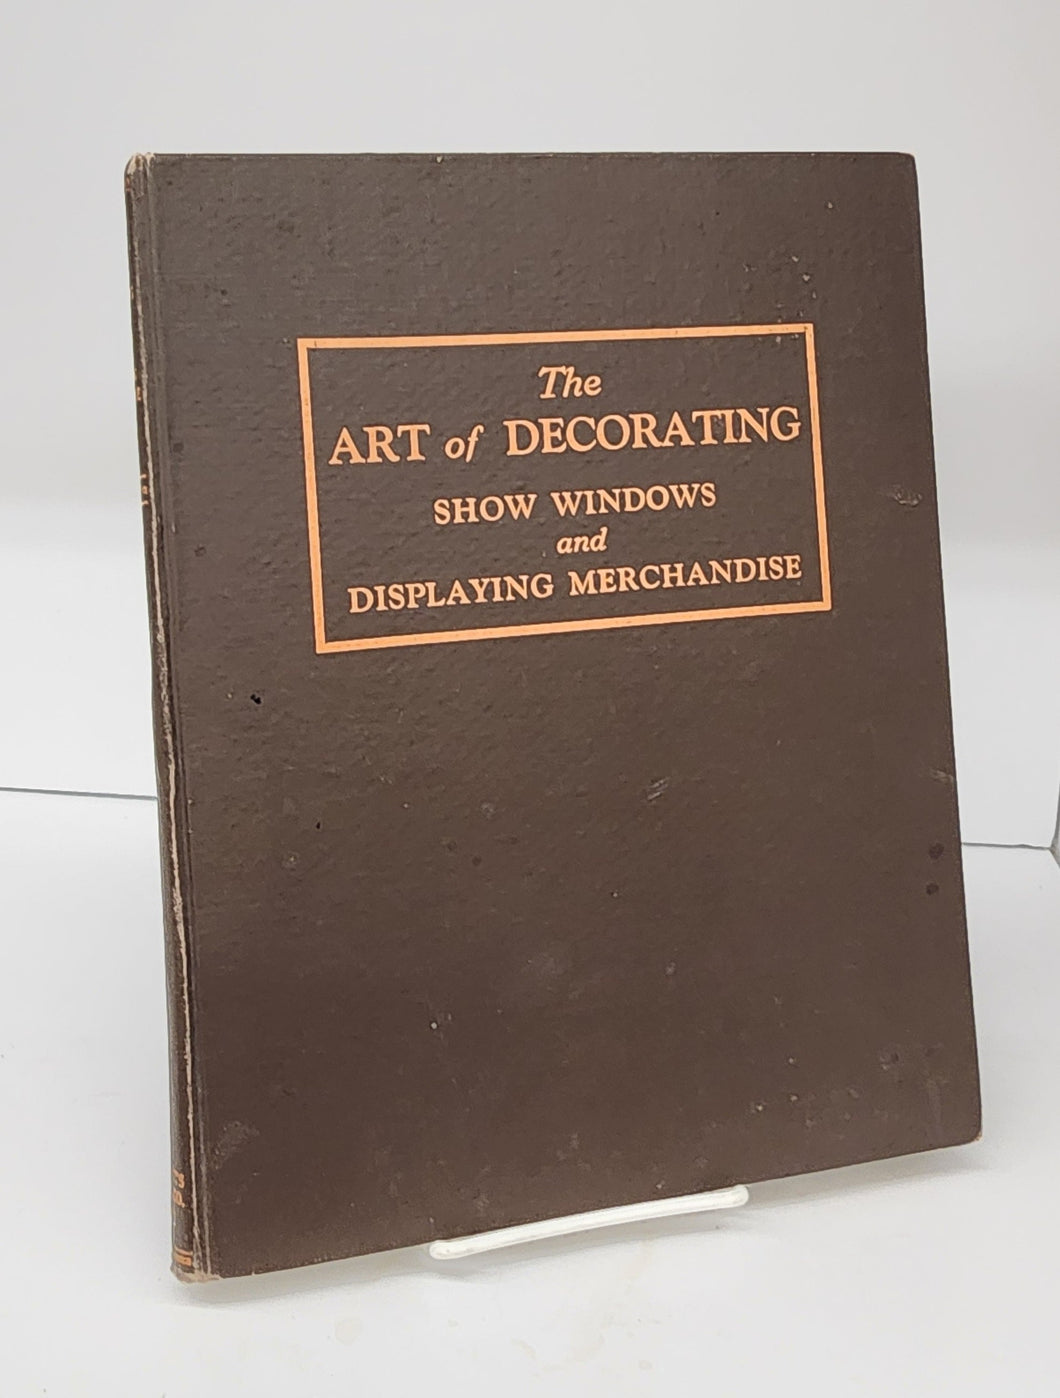 The
ART of DECORATING
SHOW WINDOWS
and
DISPLAYING MERCHANDISE